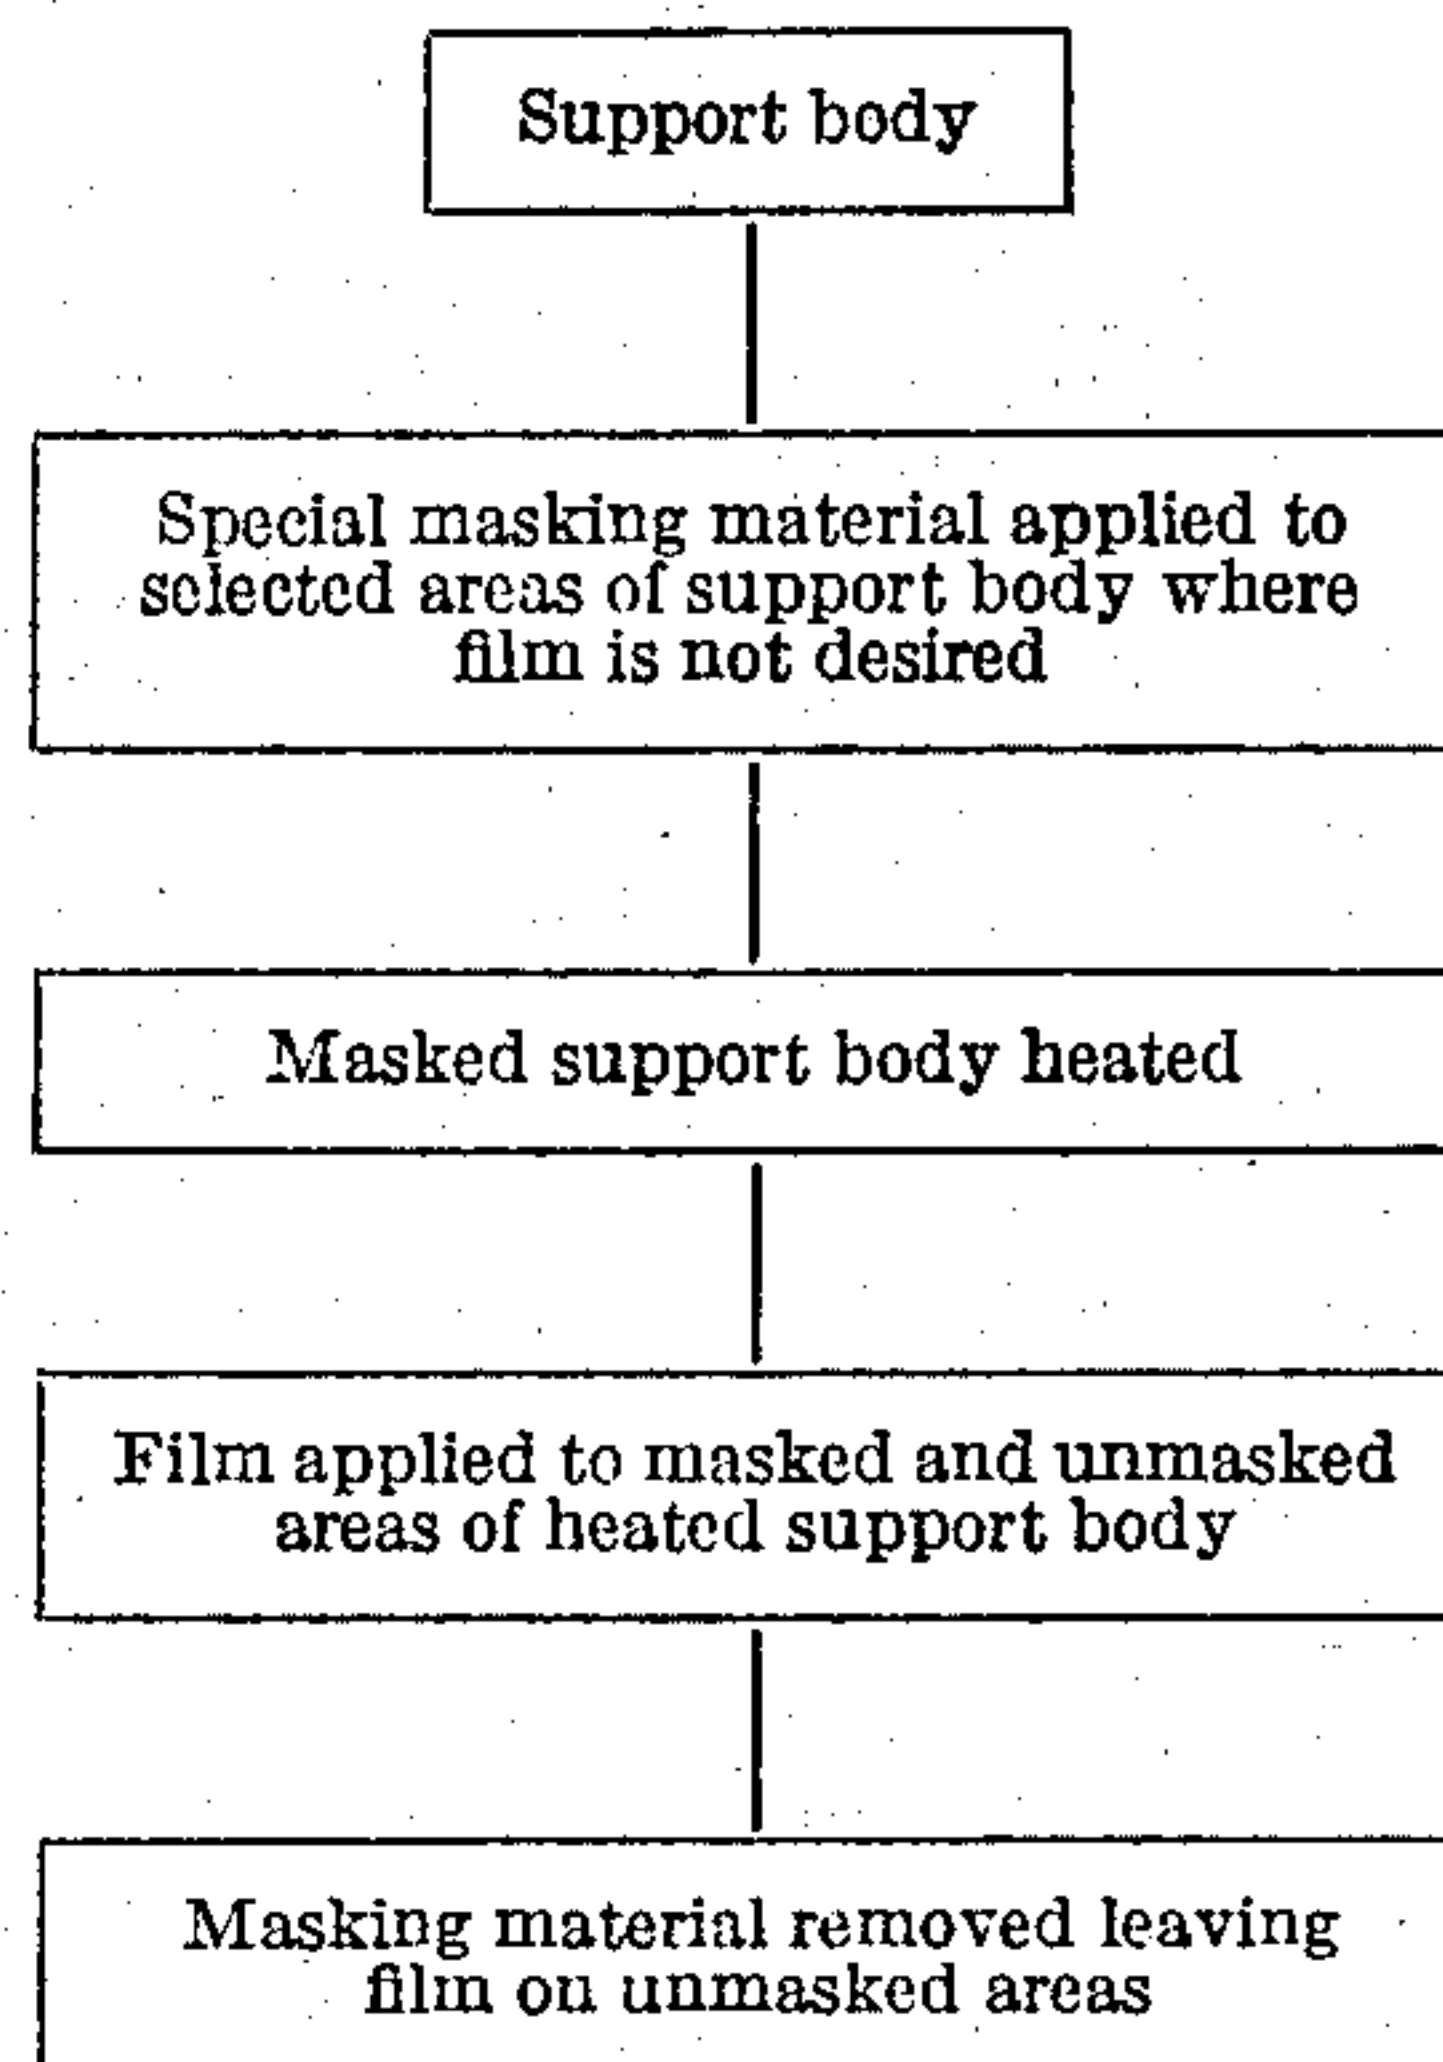 Support body
Special masking material applied to
selected areas of support body where
film is not desired
Masked support body heated
Film applied to masked and unmasked
areas of heated support body
Masking material removed leaving
film on unmasked areas